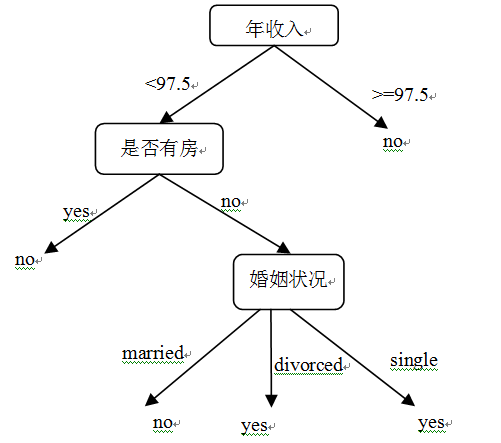 年收入
<97.5
>=97.5
no
是否有房
yes
no
no
婚姻状况
married
divorced
single
no
yes
yes